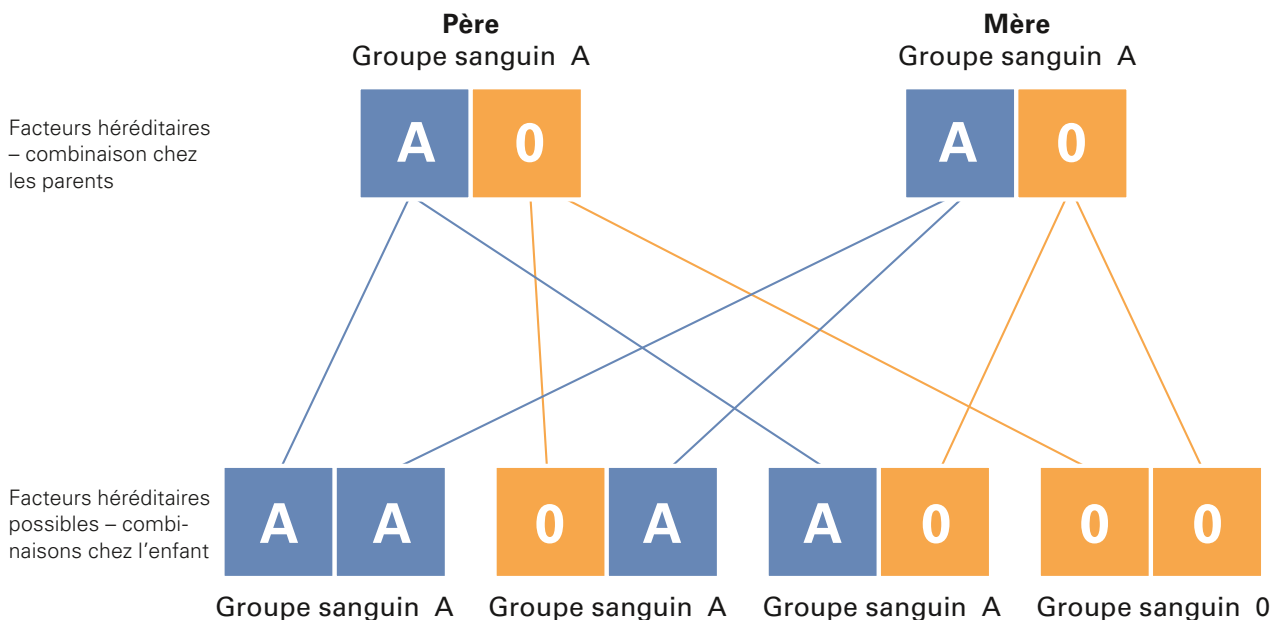 Père
Groupe sanguin A
Mère
Groupe sanguin A
Facteurs héréditaires
– combinaison chez
les parents
A 0
A 0
Facteurs héréditaires
possibles – combi-
naisons chez l’enfant
A A
0 A
A 0
0 0
Groupe sanguin A
Groupe sanguin A
Groupe sanguin A
Groupe sanguin 0